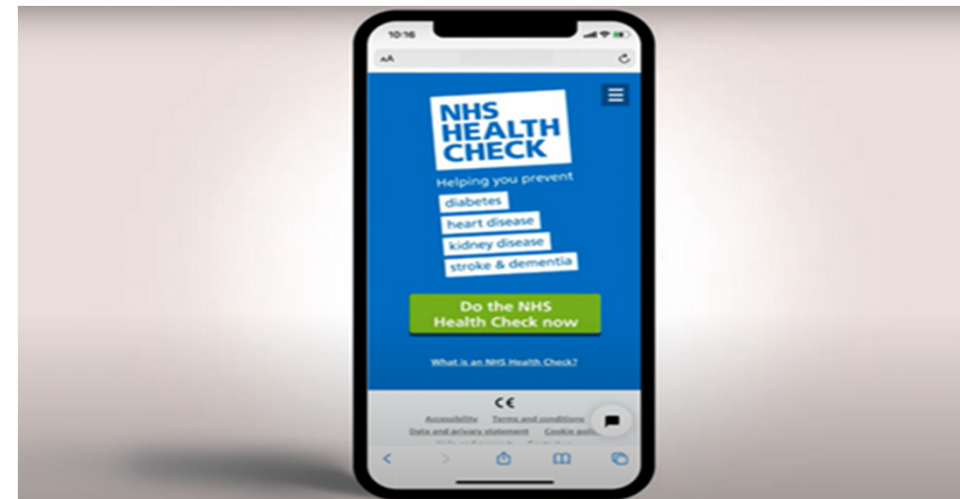 10:16
AA
NHS
HEALTH
CHECK
Helping you prevent
diabetes
heart disease
kidney disease
stroke & dementia
Do the NHS
Health Check now
What is an NHS Health Check?
CE
Accessibility Terms and conditions
Data and privacy statement Cookie